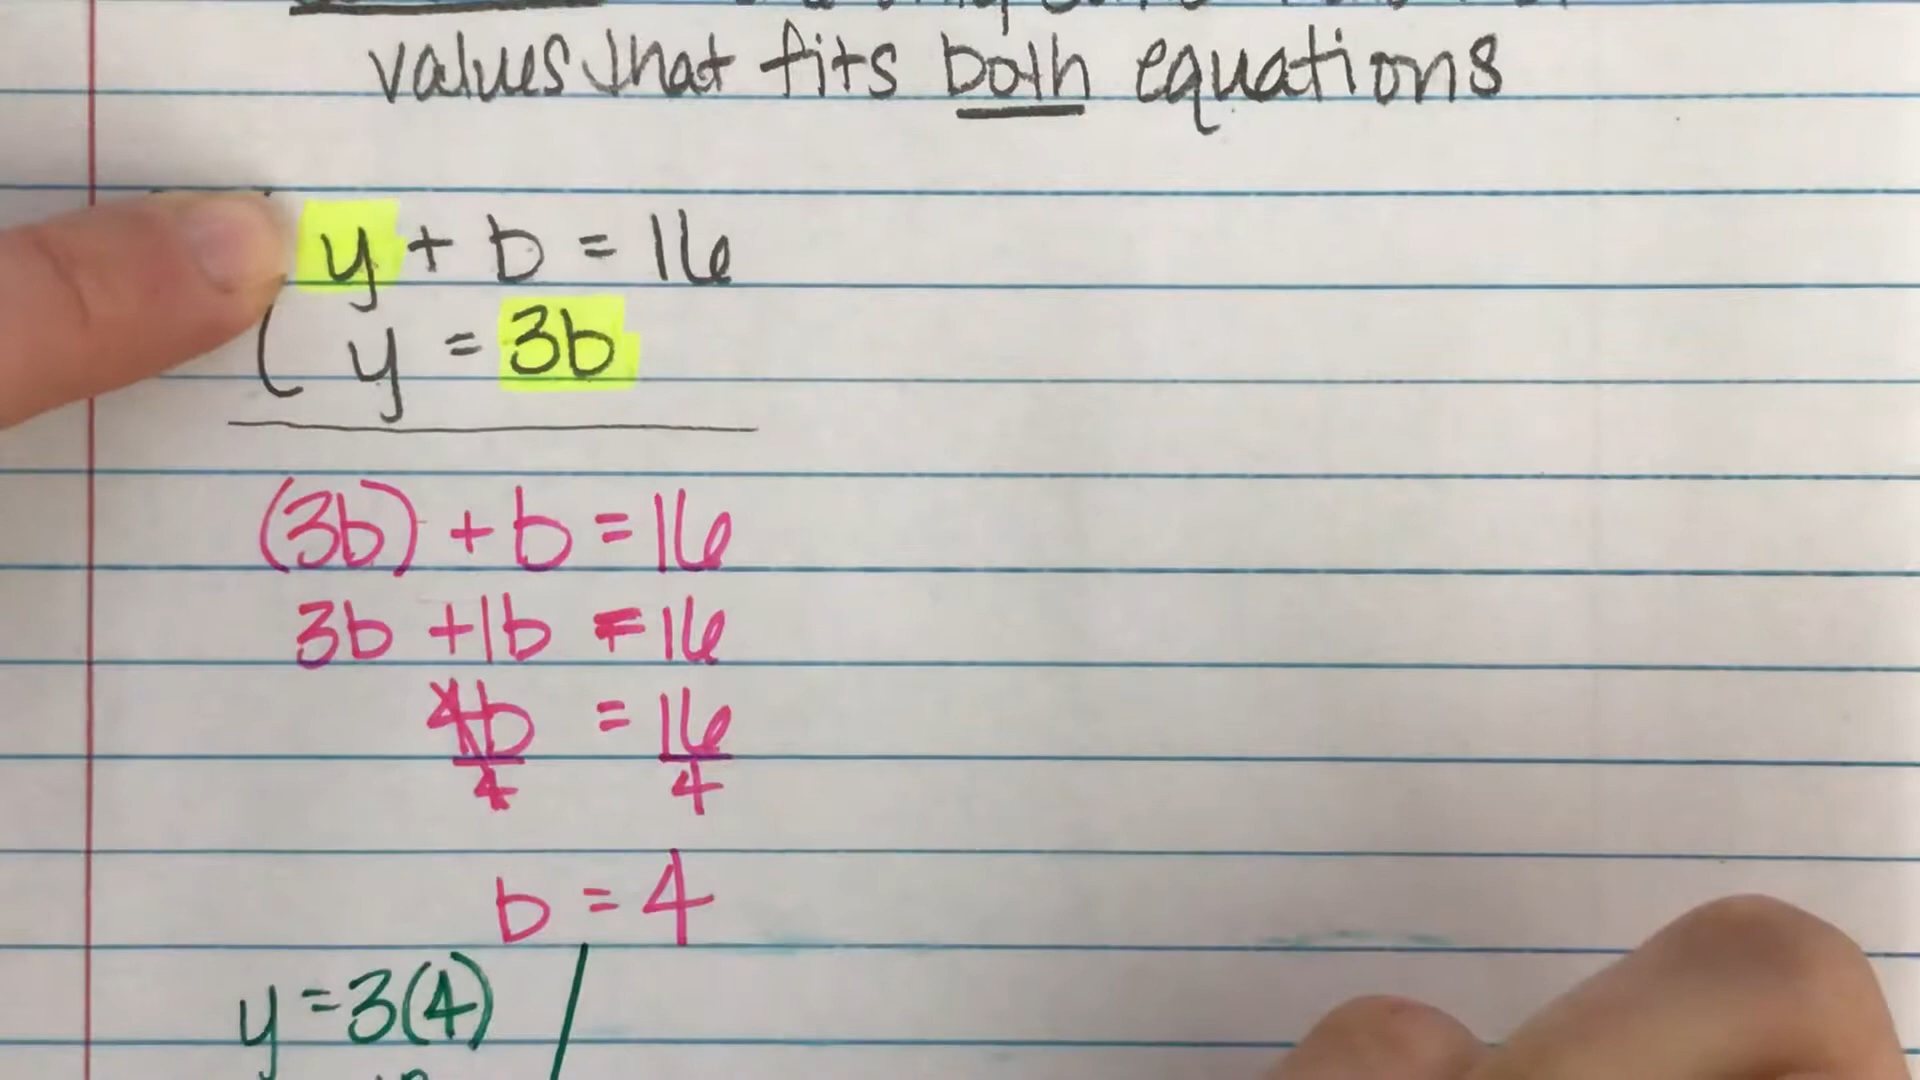 values that fits both equations
y + b = 16
y = 3b
(3b) + b = 16
3b + 1b = 16
4b = 16
4 4
b = 4
y = 3(4)